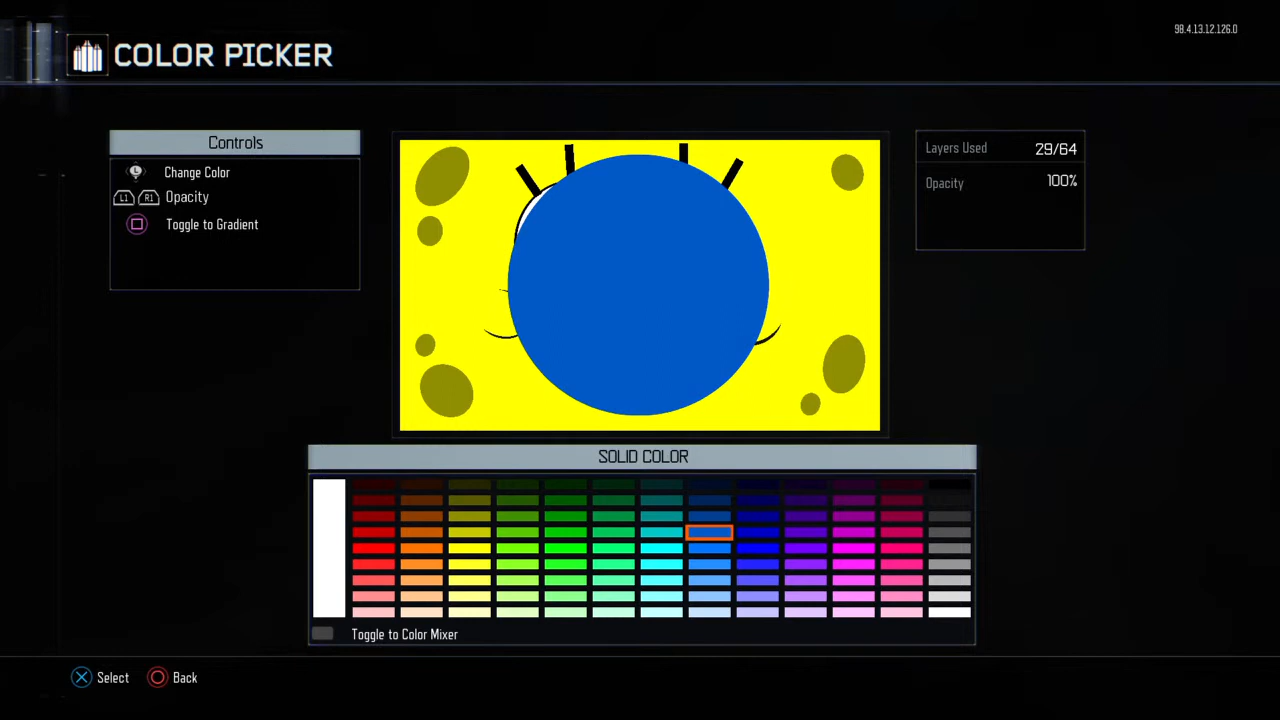 98.4.13.12.126.0
COLOR PICKER
Controls
L Change Color
L1 R1 Opacity
Toggle to Gradient
Layers Used 29/64
Opacity 100%
SOLID COLOR
Toggle to Color Mixer
Select Back